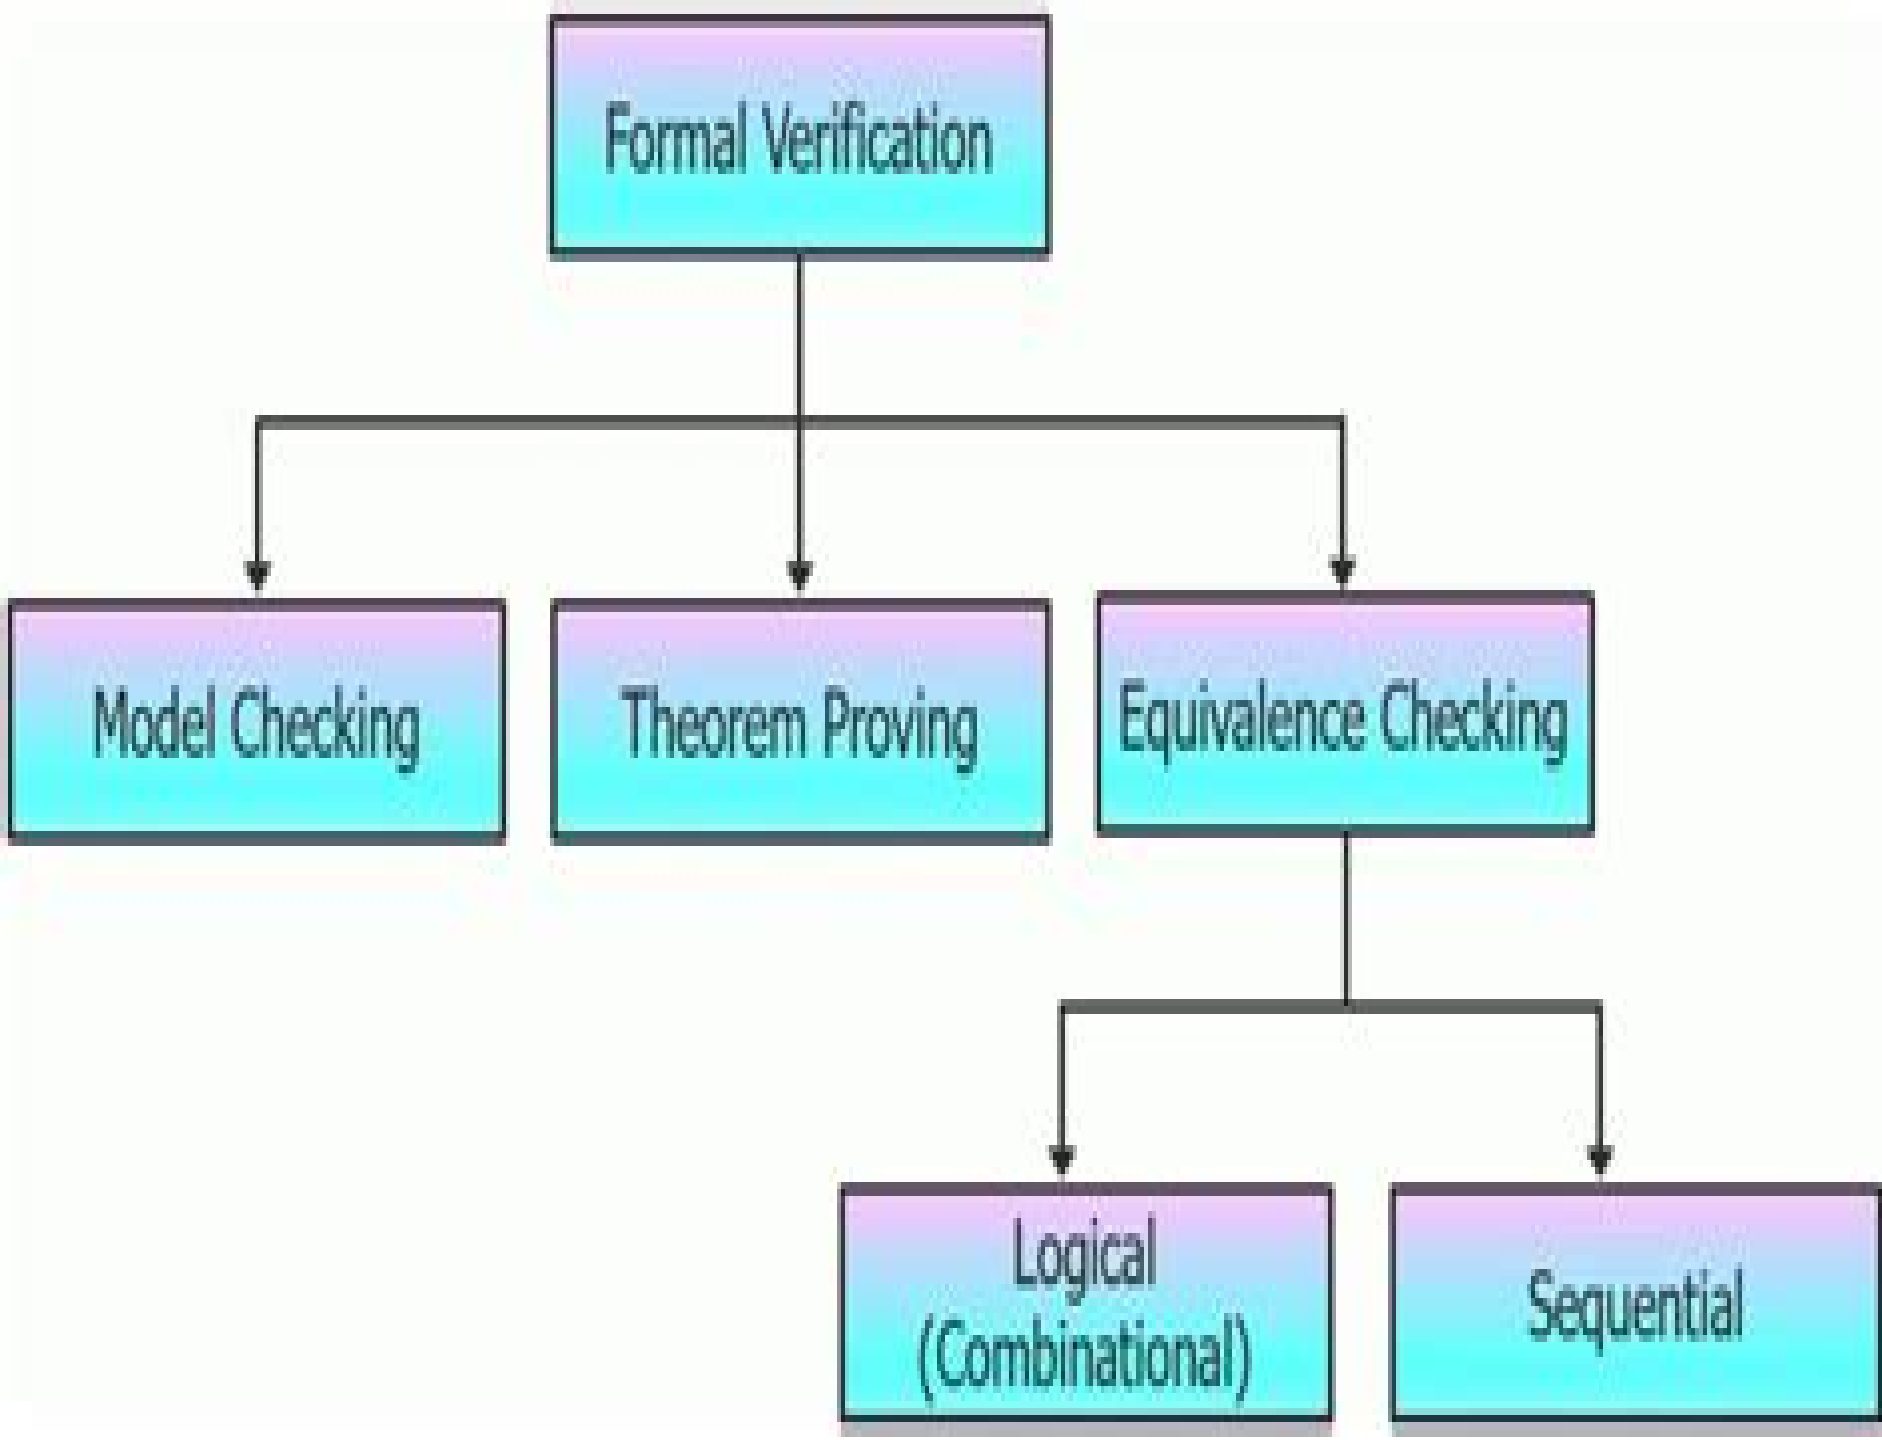 Formal Verification
Model Checking
Theorem Proving
Equivalence Checking
Logical
(Combinational)
Sequential